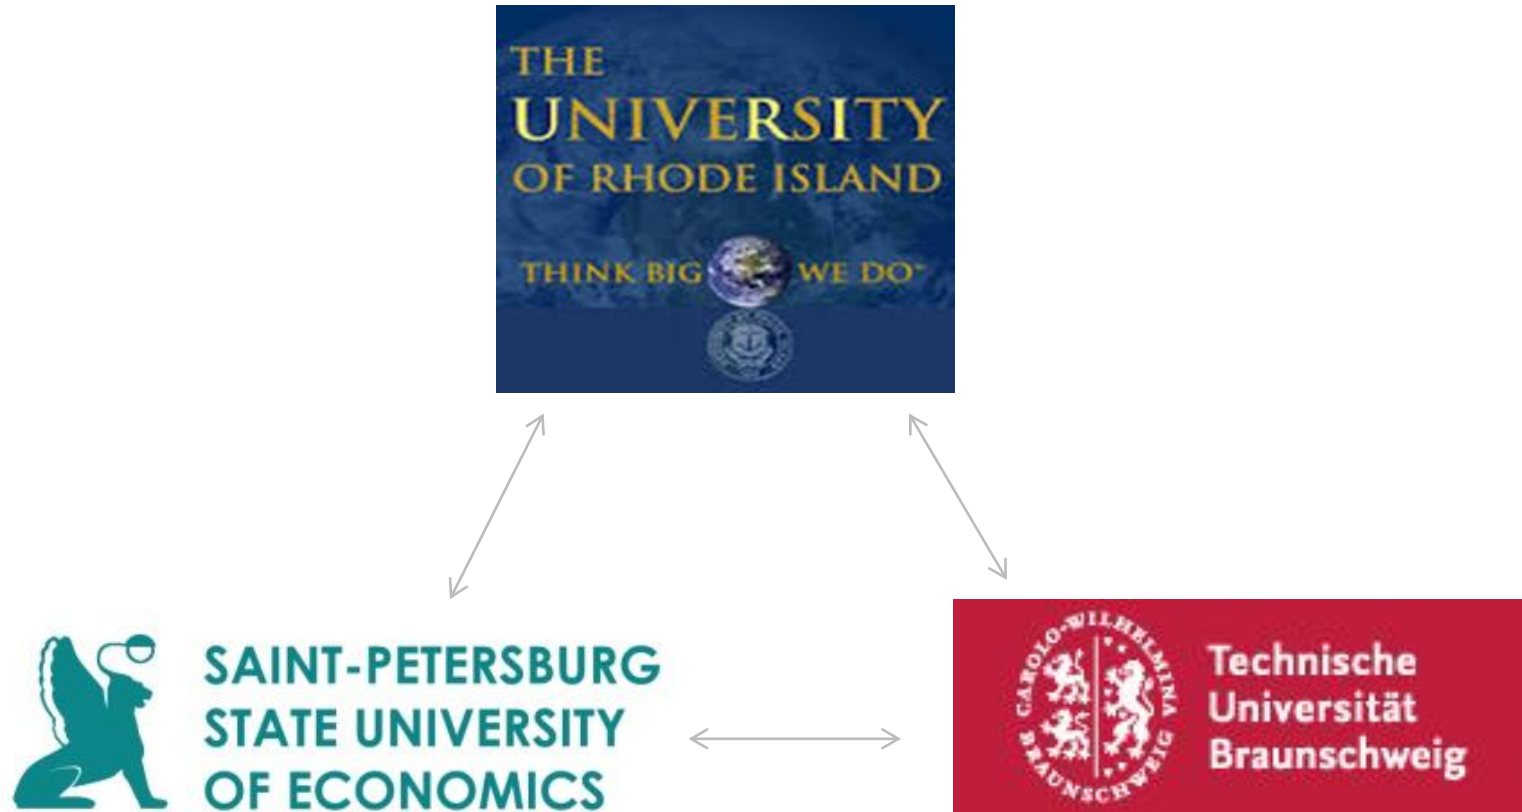 THE
UNIVERSITY
OF RHODE ISLAND
THINK BIG WE DO
SAINT-PETERSBURG
STATE UNIVERSITY
OF ECONOMICS
CAROLO-WILHELMINA
BRAUNSCHWEIG
Technische
Universität
Braunschweig